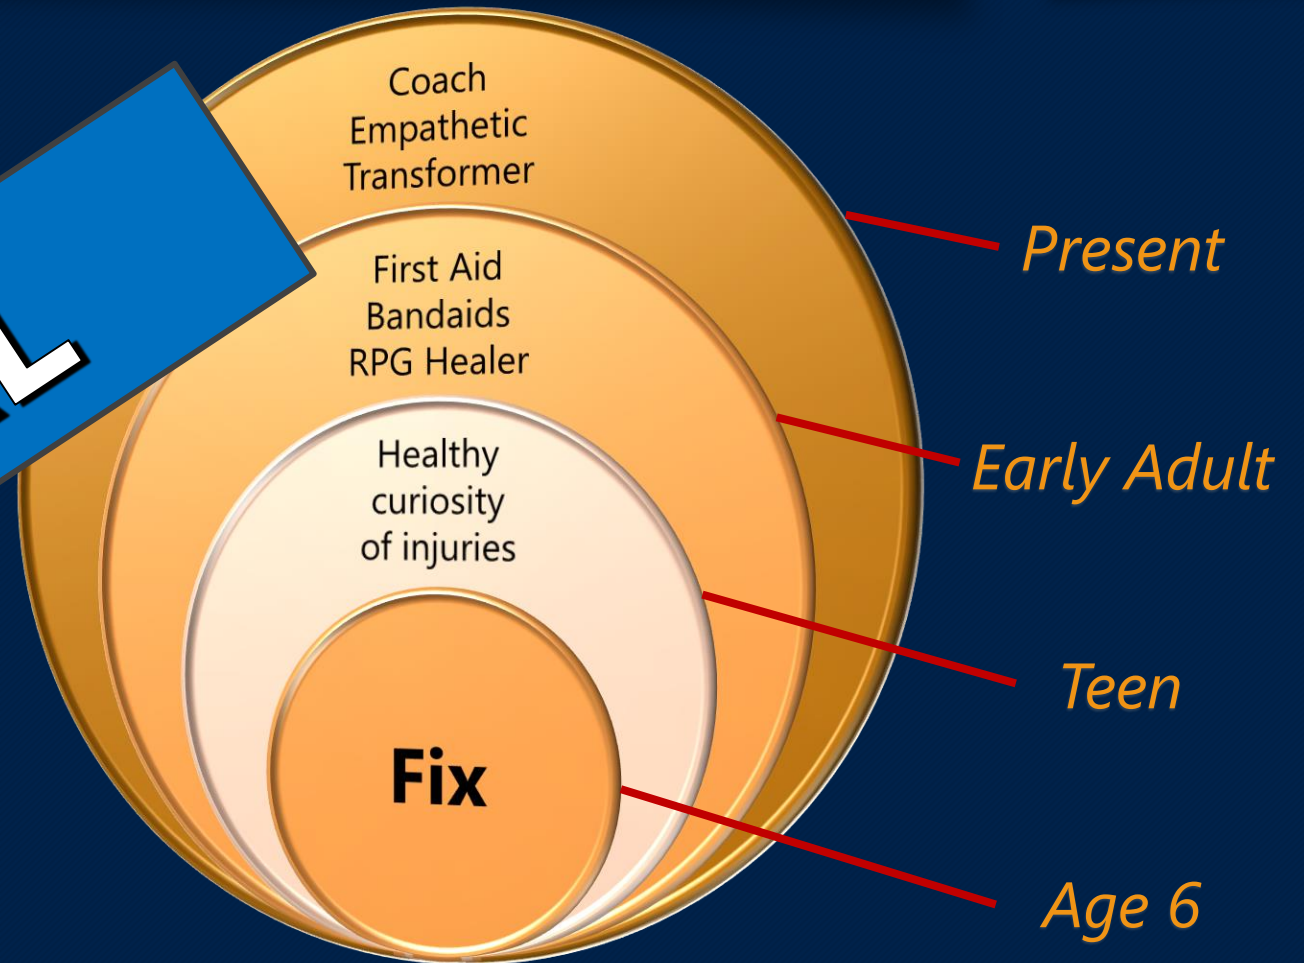 Coach
Empathetic
Transformer
Present
First Aid
Bandaids
RPG Healer
Early Adult
Healthy
curiosity
of injuries
Teen
Fix
Age 6